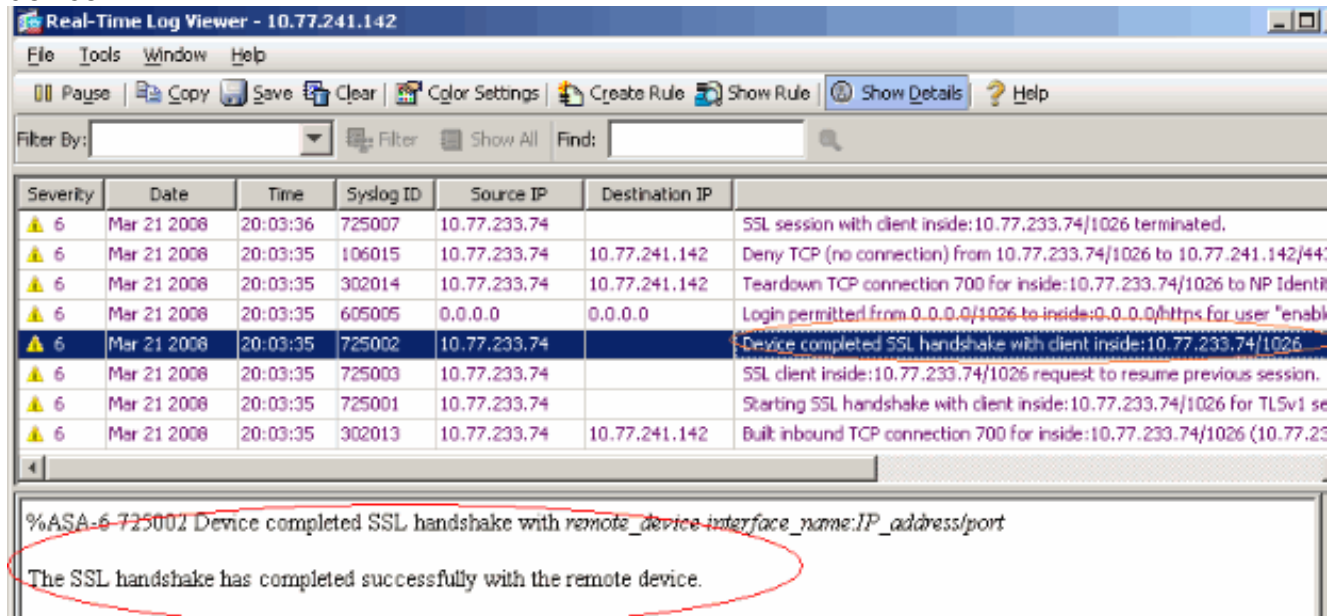 Real-Time Log Viewer - 10.77.241.142
File Tools Window Help
Pause Copy Save Clear Color Settings Create Rule Show Rule Show Details Help
Filter By: Filter Show All Find:
Severity Date Time Syslog ID Source IP Destination IP
6 Mar 21 2008 20:03:36 725007 10.77.233.74 SSL session with client inside:10.77.233.74/1026 terminated.
6 Mar 21 2008 20:03:35 106015 10.77.233.74 10.77.241.142 Deny TCP (no connection) from 10.77.233.74/1026 to 10.77.241.142/44
6 Mar 21 2008 20:03:35 302014 10.77.233.74 10.77.241.142 Teardown TCP connection 700 for inside:10.77.233.74/1026 to NP Identit
6 Mar 21 2008 20:03:35 605005 0.0.0.0 0.0.0.0 Login permitted from 0.0.0.0/1026 to inside:0.0.0.0/https for user "enabl
6 Mar 21 2008 20:03:35 725002 10.77.233.74 Device completed SSL handshake with client inside:10.77.233.74/1026
6 Mar 21 2008 20:03:35 725003 10.77.233.74 SSL client inside:10.77.233.74/1026 request to resume previous session.
6 Mar 21 2008 20:03:35 725001 10.77.233.74 Starting SSL handshake with client inside:10.77.233.74/1026 for TLSv1 se
6 Mar 21 2008 20:03:35 302013 10.77.233.74 10.77.241.142 Built inbound TCP connection 700 for inside:10.77.233.74/1026 (10.77.23
%ASA-6-725002 Device completed SSL handshake with remote_device interface_name:IP_address/port
The SSL handshake has completed successfully with the remote device.